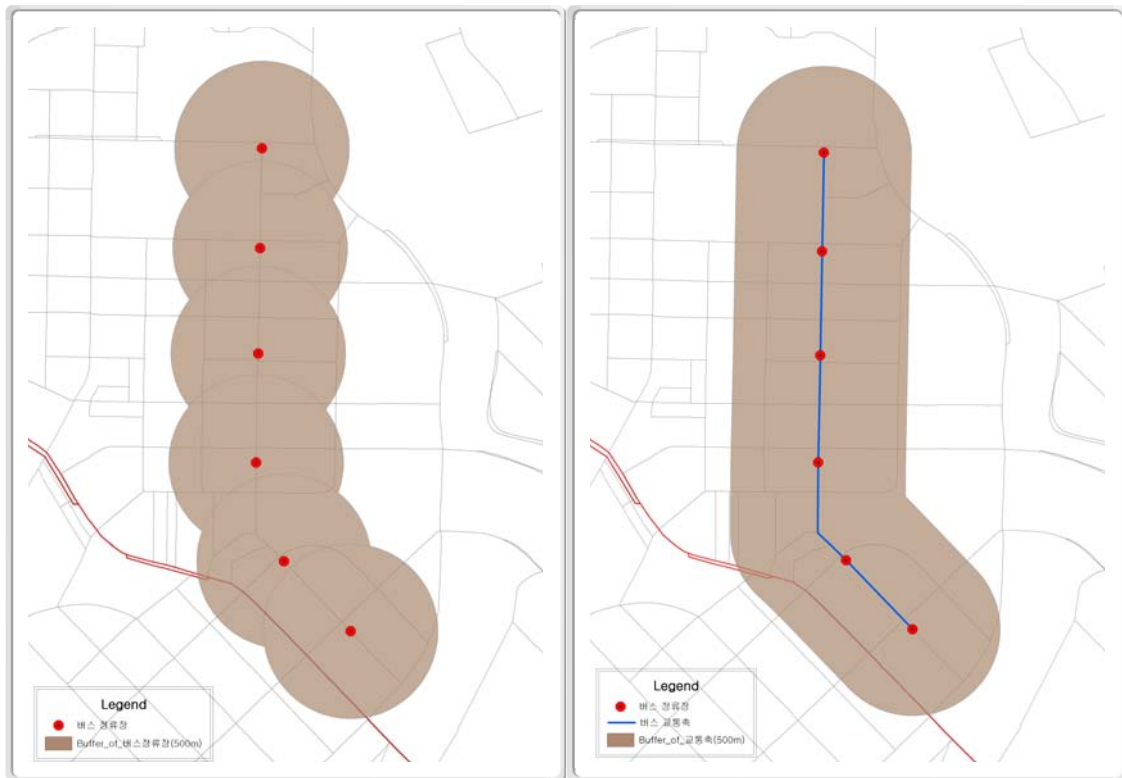 Legend
버스 정류장
Buffer_of_버스정류장(500m)
Legend
버스 정류장
버스 교통축
Buffer_of_교통축(500m)